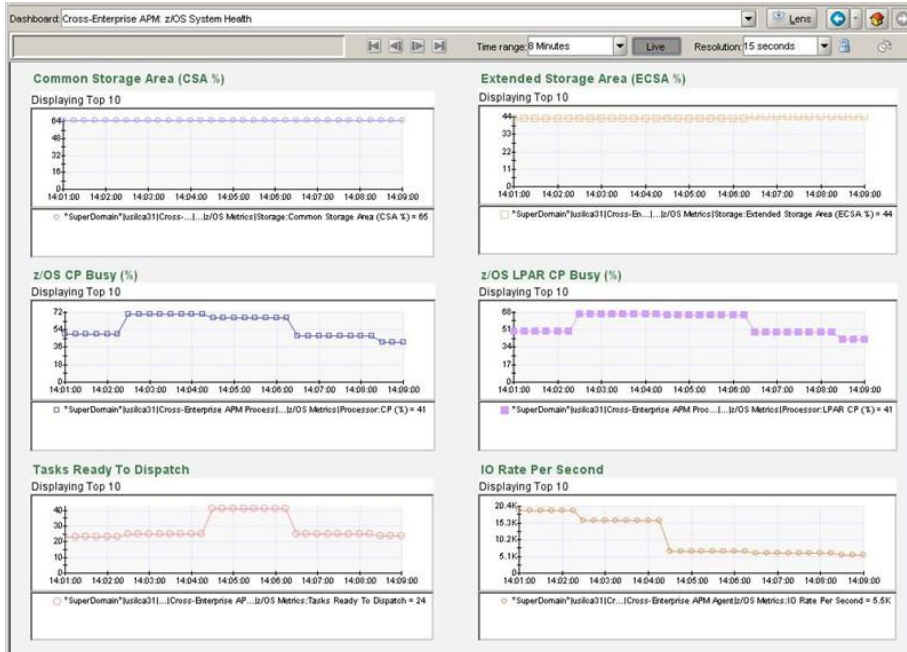 Dashboard: Cross-Enterprise APM: z/OS System Health
Lens
Time range: 8 Minutes
Live
Resolution: 15 seconds
Common Storage Area (CSA %)
Displaying Top 10
64
48
32
16
0
14:01:00 14:02:00 14:03:00 14:04:00 14:05:00 14:06:00 14:07:00 14:08:00 14:09:00
*SuperDomain*|usilca31|Cross-...|...|z/OS Metrics|Storage:Common Storage Area (CSA %) = 65
Extended Storage Area (ECSA %)
Displaying Top 10
44
33
22
11
0
14:01:00 14:02:00 14:03:00 14:04:00 14:05:00 14:06:00 14:07:00 14:08:00 14:09:00
*SuperDomain*|usilca31|Cross-En...|...|z/OS Metrics|Storage:Extended Storage Area (ECSA %) = 44
z/OS CP Busy (%)
Displaying Top 10
72
54
36
18
0
14:01:00 14:02:00 14:03:00 14:04:00 14:05:00 14:06:00 14:07:00 14:08:00 14:09:00
*SuperDomain*|usilca31|Cross-Enterprise APM Process|...|z/OS Metrics|Processor:CP (%) = 41
z/OS LPAR CP Busy (%)
Displaying Top 10
68
51
34
17
0
14:01:00 14:02:00 14:03:00 14:04:00 14:05:00 14:06:00 14:07:00 14:08:00 14:09:00
*SuperDomain*|usilca31|Cross-Enterprise APM Proc...|...|z/OS Metrics|Processor:LPAR CP (%) = 41
Tasks Ready To Dispatch
Displaying Top 10
40
30
20
10
0
14:01:00 14:02:00 14:03:00 14:04:00 14:05:00 14:06:00 14:07:00 14:08:00 14:09:00
*SuperDomain*|usilca31|...|Cross-Enterprise AP...|z/OS Metrics:Tasks Ready To Dispatch = 24
IO Rate Per Second
Displaying Top 10
20.4K
15.3K
10.2K
5.1K
0
14:01:00 14:02:00 14:03:00 14:04:00 14:05:00 14:06:00 14:07:00 14:08:00 14:09:00
*SuperDomain*|usilca31|Cr...|Cross-Enterprise APM Agent|z/OS Metrics:IO Rate Per Second = 5.5K